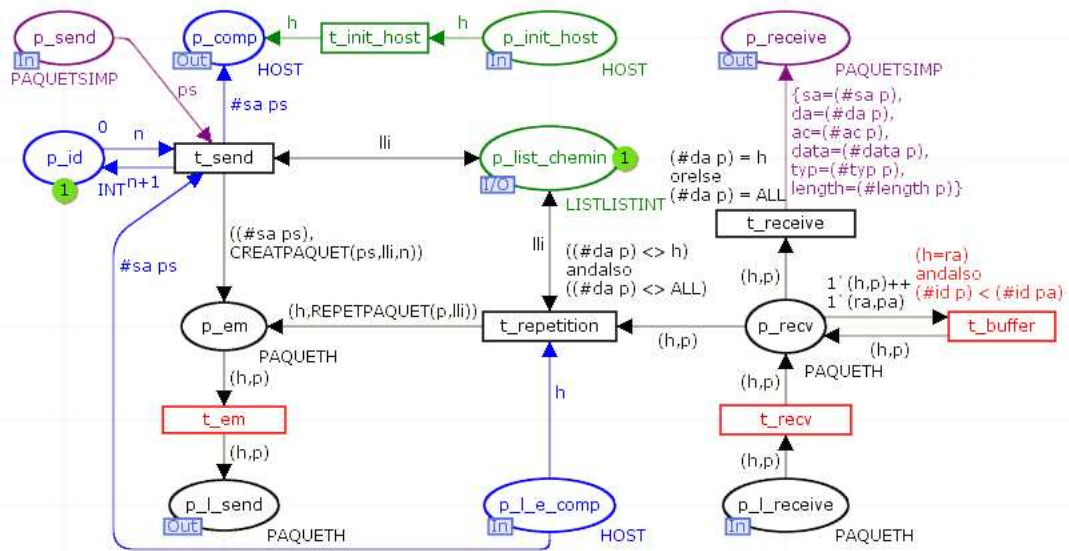 p_send
In
PAQUETSIMP
p_comp
Out
HOST
h
t_init_host
h
p_init_host
In
HOST
p_receive
Out
PAQUETSIMP
ps
#sa ps
{sa=(#sa p),
da=(#da p),
ac=(#ac p),
data=(#data p),
typ=(#typ p),
length=(#length p)}
0
n
p_id
1
INT
n+1
t_send
lli
p_list_chemin
1
I/O
LISTLISTINT
(#da p) = h
orelse
(#da p) = ALL
t_receive
#sa ps
((#sa ps),
CREATPAQUET(ps,lli,n))
lli
((#da p) <> h)
andalso
((#da p) <> ALL)
(h,p)
1`(h,p)++
1`(ra,pa)
(h=ra)
andalso
(#id p) < (#id pa)
p_em
PAQUETH
(h,REPETPAQUET(p,lli))
t_repetition
(h,p)
p_recv
PAQUETH
(h,p)
t_buffer
(h,p)
t_em
(h,p)
h
(h,p)
t_recv
(h,p)
p_l_send
Out
PAQUETH
p_l_e_comp
In
HOST
p_l_receive
In
PAQUETH